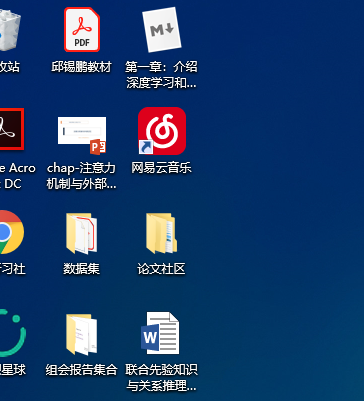 PDF
M↓
收站
邱锡鹏教材
第一章：介绍
深度学习和...
P
e Acro
DC
chap-注意力
机制与外部...
网易云音乐
习社
数据集
论文社区
W
星球
组会报告集合
联合先验知识
与关系推理...